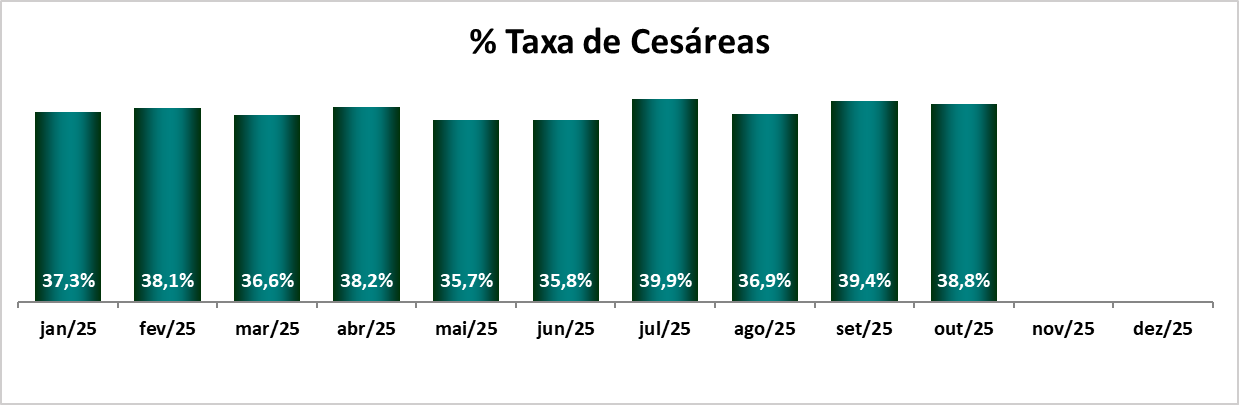 % Taxa de Cesáreas
37,3% 38,1% 36,6% 38,2% 35,7% 35,8% 39,9% 36,9% 39,4% 38,8%
jan/25 fev/25 mar/25 abr/25 mai/25 jun/25 jul/25 ago/25 set/25 out/25 nov/25 dez/25